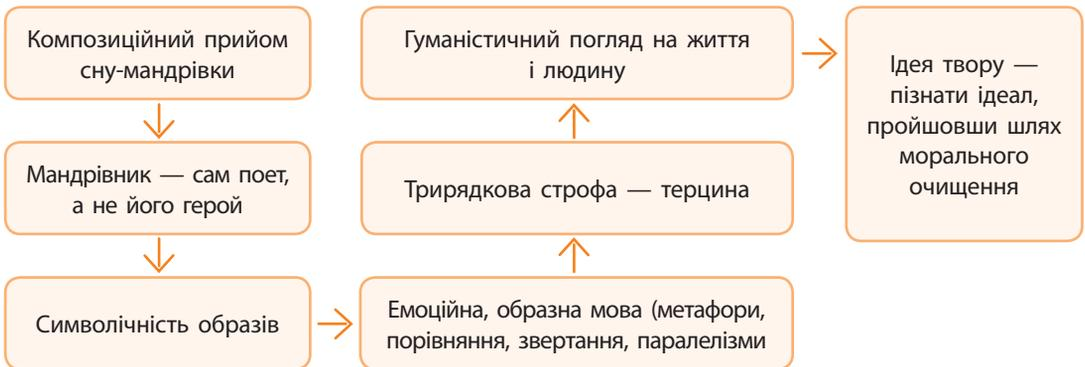 Композиційний прийом
сну-мандрівки
Мандрівник — сам поет,
а не його герой
Символічність образів
Емоційна, образна мова (метафори,
порівняння, звертання, паралелізми
Трирядкова строфа — терцина
Гуманістичний погляд на життя
і людину
Ідея твору —
пізнати ідеал,
пройшовши шлях
морального
очищення